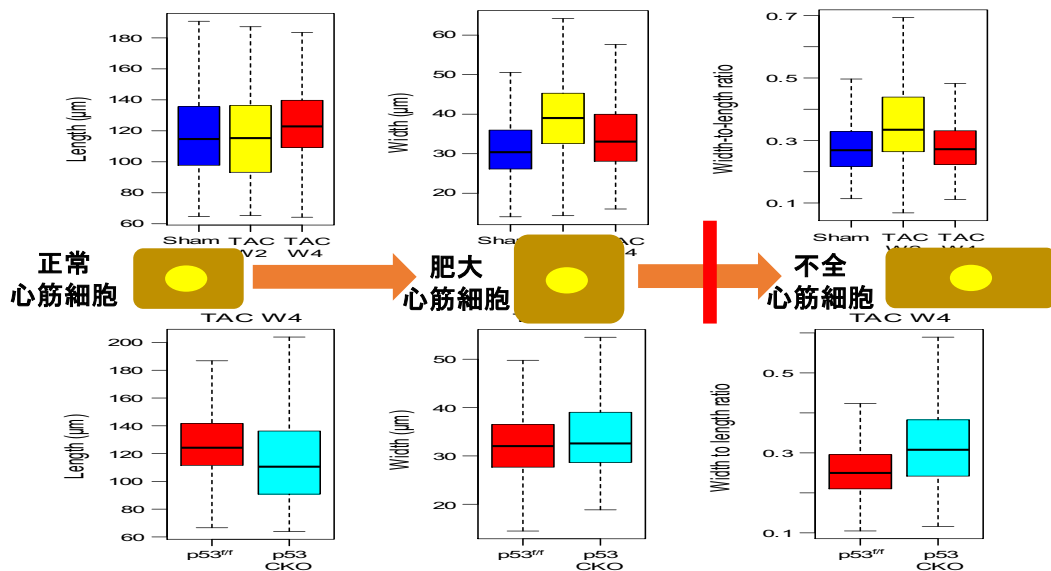 Length (µm)
180
160
140
120
100
80
60
Sham
TAC
W2
TAC
W4
Width (µm)
60
50
40
30
20
Width-to-length ratio
0.7
0.5
0.3
0.1
Sham
TAC
TAC
正常
心筋細胞
肥大
心筋細胞
不全
心筋細胞
TAC W4
TAC W4
Length (µm)
200
180
160
140
120
100
80
60
p53f/f
p53
CKO
Width (µm)
50
40
30
20
p53f/f
p53
CKO
Width to length ratio
0.5
0.3
0.1
p53f/f
p53
CKO